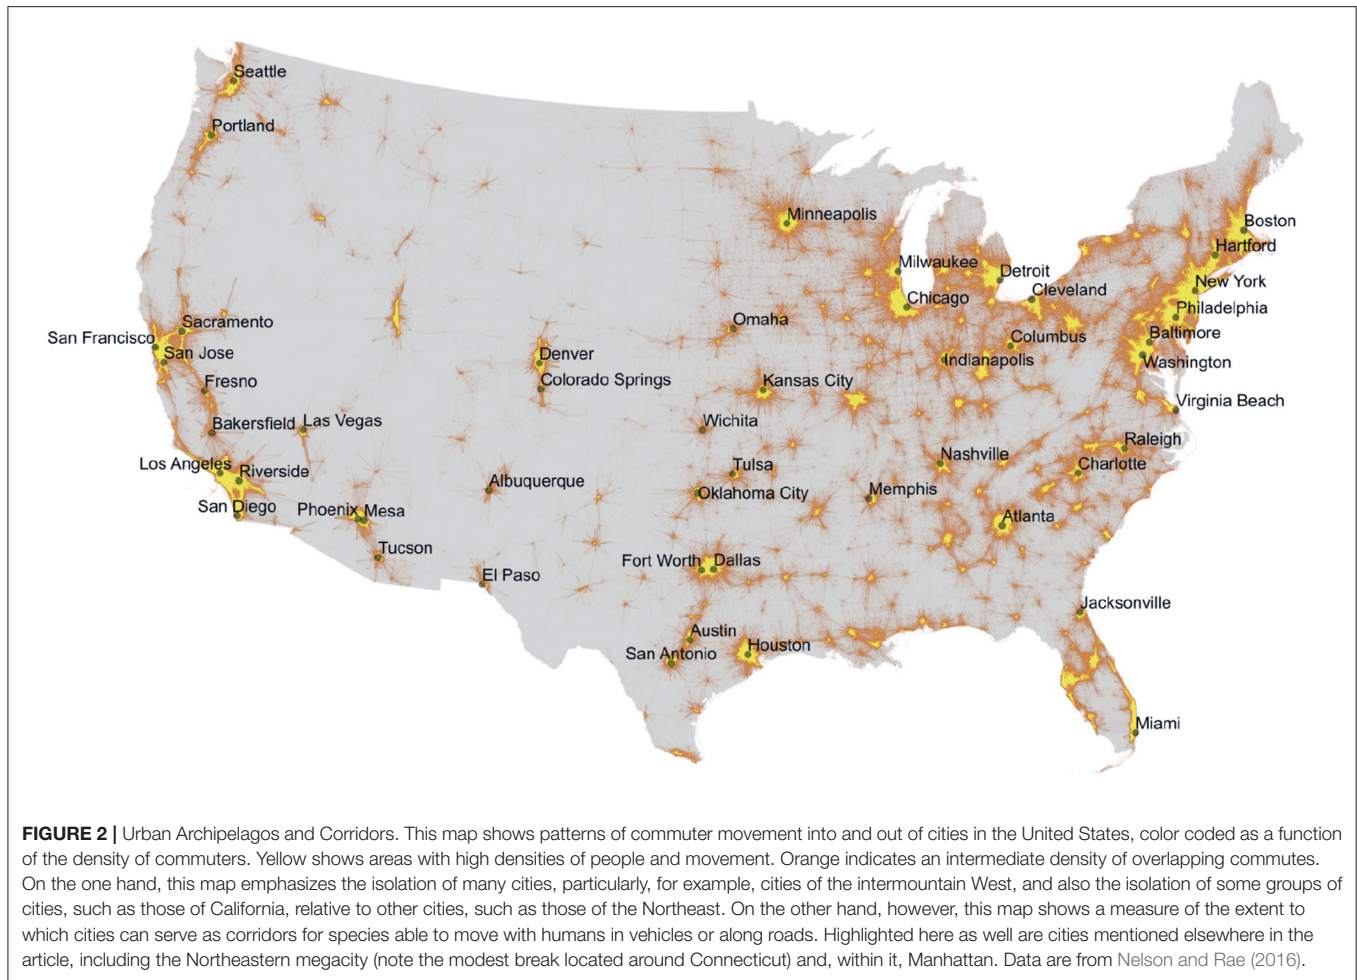 Seattle
Portland
Minneapolis
Boston
Hartford
Milwaukee
Detroit
New York
Cleveland
Chicago
Philadelphia
Omaha
Sacramento
Baltimore
San Francisco
Columbus
San Jose
Denver
Indianapolis
Washington
Fresno
Colorado Springs
Kansas City
Virginia Beach
Bakersfield
Las Vegas
Wichita
Raleigh
Nashville
Los Angeles
Riverside
Tulsa
Charlotte
Albuquerque
Oklahoma City
Memphis
San Diego
Phoenix
Mesa
Atlanta
Tucson
Fort Worth
Dallas
El Paso
Jacksonville
Austin
Houston
San Antonio
Miami
FIGURE 2 | Urban Archipelagos and Corridors. This map shows patterns of commuter movement into and out of cities in the United States, color coded as a function
of the density of commuters. Yellow shows areas with high densities of people and movement. Orange indicates an intermediate density of overlapping commutes.
On the one hand, this map emphasizes the isolation of many cities, particularly, for example, cities of the intermountain West, and also the isolation of some groups of
cities, such as those of California, relative to other cities, such as those of the Northeast. On the other hand, however, this map shows a measure of the extent to
which cities can serve as corridors for species able to move with humans in vehicles or along roads. Highlighted here as well are cities mentioned elsewhere in the
article, including the Northeastern megacity (note the modest break located around Connecticut) and, within it, Manhattan. Data are from Nelson and Rae (2016).